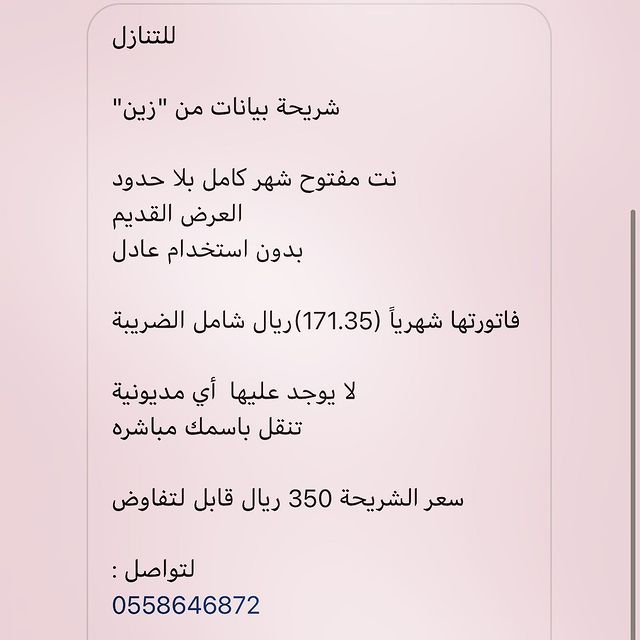 للتنازل
شريحة بيانات من "زين"
نت مفتوح شهر كامل بلا حدود
العرض القديم
بدون استخدام عادل
فاتورتها شهرياً (171.35)ريال شامل الضريبة
لا يوجد عليها أي مديونية
تنقل باسمك مباشره
سعر الشريحة 350 ريال قابل لتفاوض
لتواصل :
0558646872